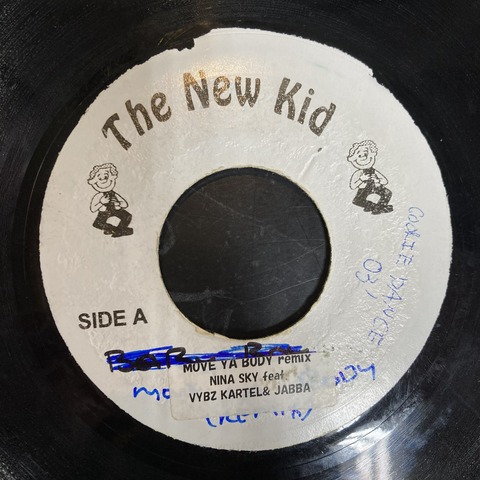 The New Kid
COOLIE DANCE
03,
SIDE A
MOVE YA BODY remix
NINA SKY feat.
VYBZ KARTEL& JABBA